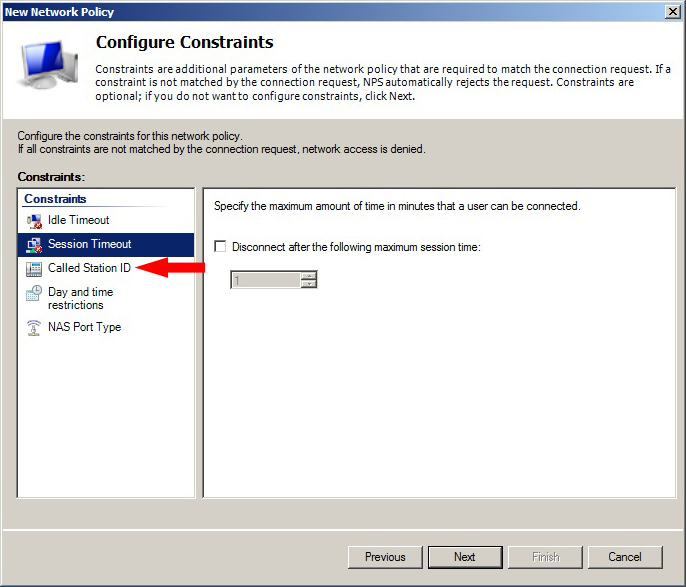 New Network Policy
Configure Constraints
Constraints are additional parameters of the network policy that are required to match the connection request. If a
constraint is not matched by the connection request, NPS automatically rejects the request. Constraints are
optional; if you do not want to configure constraints, click Next.
Configure the constraints for this network policy.
If all constraints are not matched by the connection request, network access is denied.
Constraints:
Constraints
Idle Timeout
Session Timeout
Called Station ID
Day and time
restrictions
NAS Port Type
Specify the maximum amount of time in minutes that a user can be connected.
Disconnect after the following maximum session time:
1
Previous
Next
Finish
Cancel